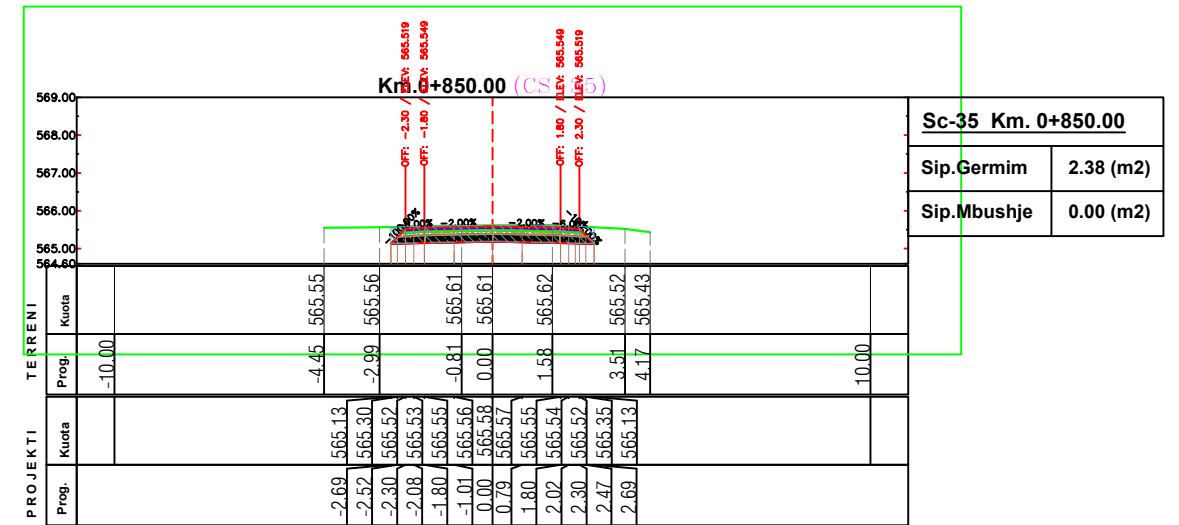 OFF: -2.30 / ELEV: 565.519
OFF: -1.80 / ELEV: 565.549
OFF: 1.80 / ELEV: 565.549
OFF: 2.30 / ELEV: 565.519
Km.0+850.00
569.00
568.00
567.00
566.00
565.00
564.60
-2.00% -2.00%
Sc-35 Km. 0+850.00
Sip.Germim 2.38 (m2)
Sip.Mbushje 0.00 (m2)
TERRENI
Kuota 565.55 565.56 565.61 565.61 565.62 565.52 565.43
Prog. -10.00 -4.45 -2.99 -0.81 0.00 1.58 3.51 4.17 10.00
PROJEKTI
Kuota 565.13 565.30 565.52 565.53 565.55 565.56 565.58 565.57 565.55 565.54 565.52 565.35 565.13
Prog. -2.69 -2.52 -2.30 -2.08 -1.80 -1.01 0.00 0.79 1.80 2.02 2.30 2.47 2.69